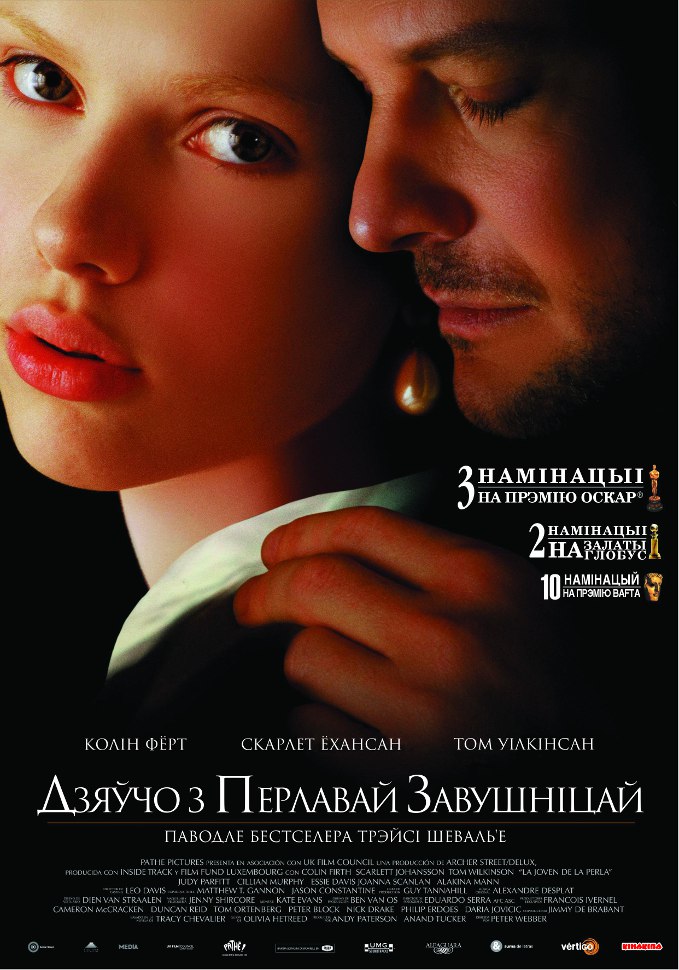 3 НАМІНАЦЫІ
НА ПРЭМІЮ ОСКАР®
2 НАМІНАЦЫІ
НА ЗАЛАТЫ
ГЛОБУС
10 НАМІНАЦЫЙ
НА ПРЭМІЮ BAFTA
КОЛІН ФЁРТ СКАРЛЕТ ЁХАНСАН ТОМ УІЛКІНСАН
ДЗЯЎЧО З ПЕРЛАВАЙ ЗАВУШНІЦАЙ
ПАВОДЛЕ БЕСТСЕЛЕРА ТРЭЙСІ ШЕВАЛЬ'Е
PATHE PICTURES PRESENTA EN ASOCIACIÓN CON UK FILM COUNCIL UNA PRODUCCIÓN DE ARCHER STREET/DELUX,
PRODUCIDA CON INSIDE TRACK Y FILM FUND LUXEMBOURG CON COLIN FIRTH SCARLETT JOHANSSON TOM WILKINSON "LA JOVEN DE LA PERLA"
JUDY PARFITT CILLIAN MURPHY ESSIE DAVIS JOANNA SCANLAN ALAKINA MANN
LEO DAVIS MATTHEW T. GANNON JASON CONSTANTINE GUY TANNAHILL ALEXANDRE DESPLAT
DIEN VAN STRAALEN JENNY SHIRCORE KATE EVANS BEN VAN OS EDUARDO SERRA AFC ASC FRANCOIS IVERNEL
CAMERON McCRACKEN DUNCAN REID TOM ORTENBERG PETER BLOCK NICK DRAKE PHILIP ERDOES DARIA JOVICIC JIMMY DE BRABANT
TRACY CHEVALIER OLIVIA HETREED ANDY PATERSON ANAND TUCKER PETER WEBBER
MEDIA PATHE! UMG ALFAGUARA vértigo КІНАКІПА